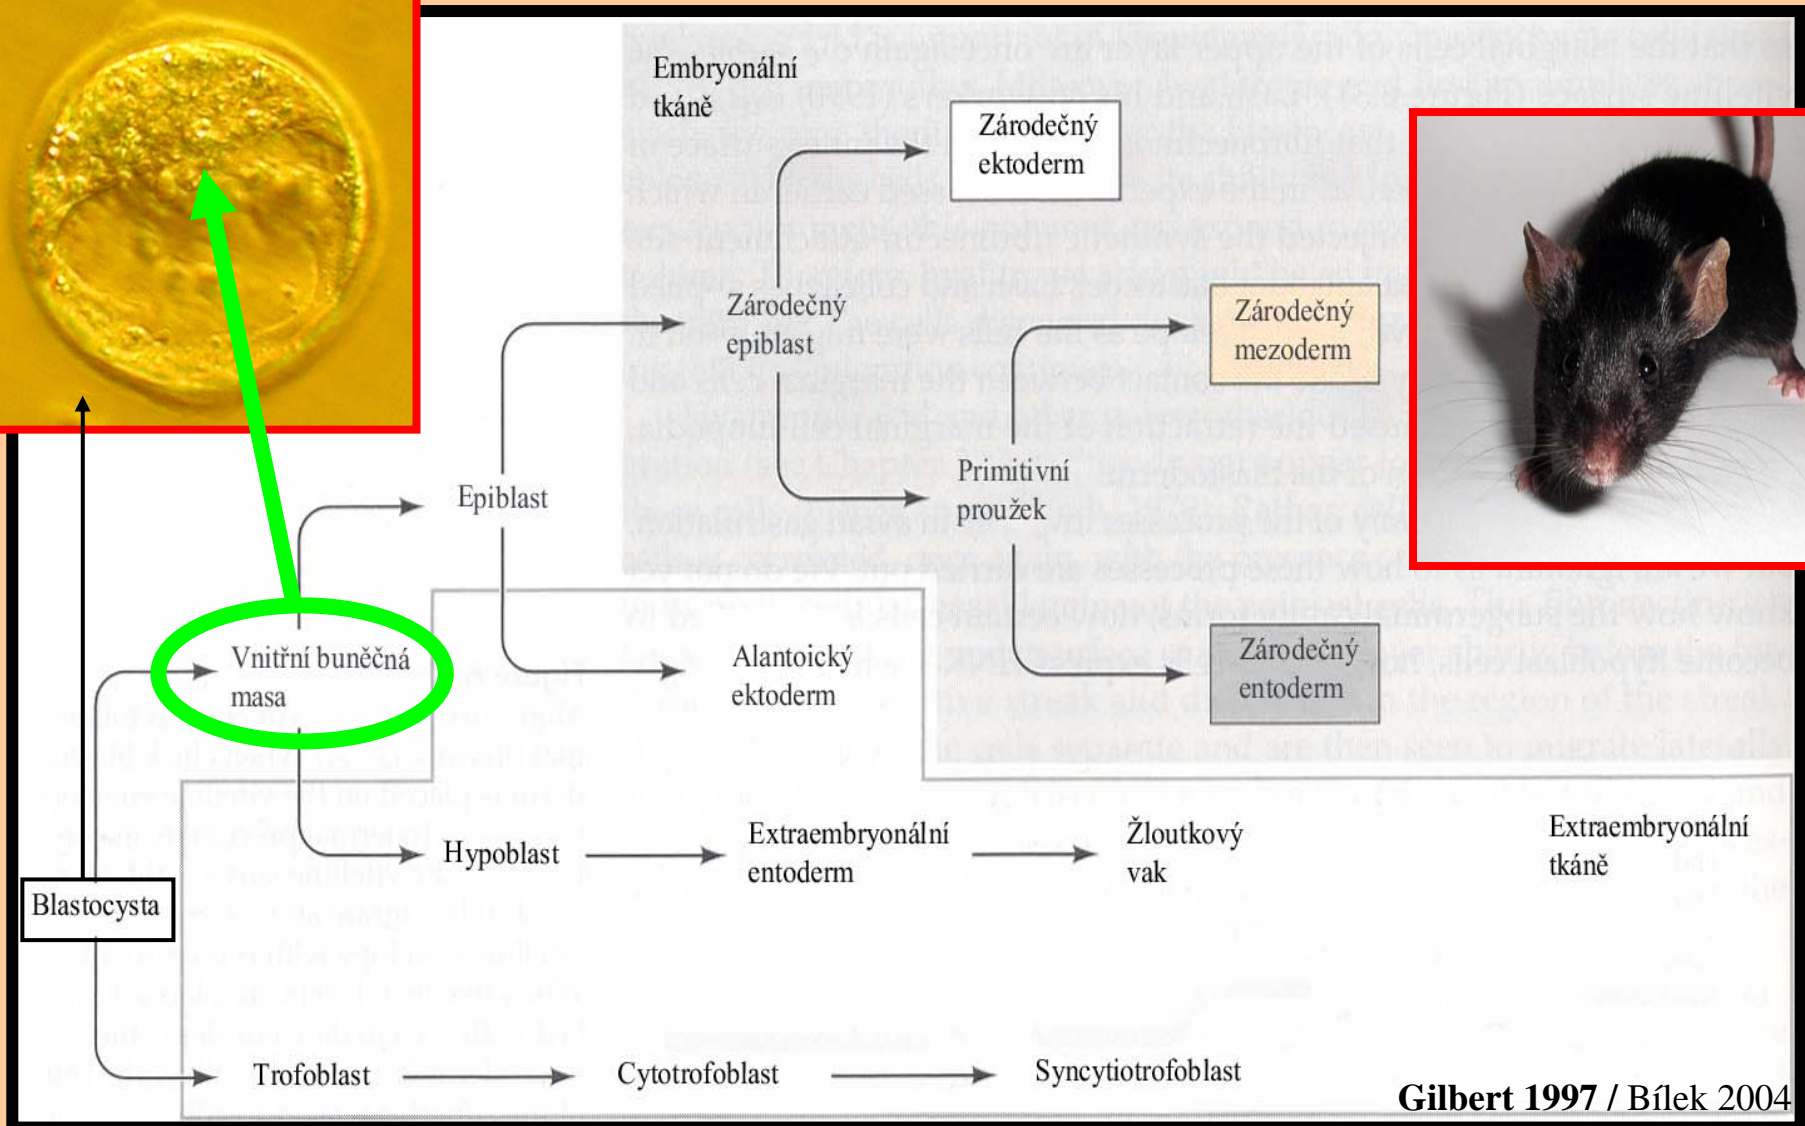 Embryonální
tkáně
Zárodečný
ektoderm
Zárodečný
epiblast
Zárodečný
mezoderm
Epiblast
Primitivní
proužek
Vnitřní buněčná
masa
Alantoický
ektoderm
Zárodečný
entoderm
Hypoblast
Extraembryonální
entoderm
Žloutkový
vak
Extraembryonální
tkáně
Blastocysta
Trofoblast
Cytotrofoblast
Syncytiotrofoblast
Gilbert 1997 / Bílek 2004